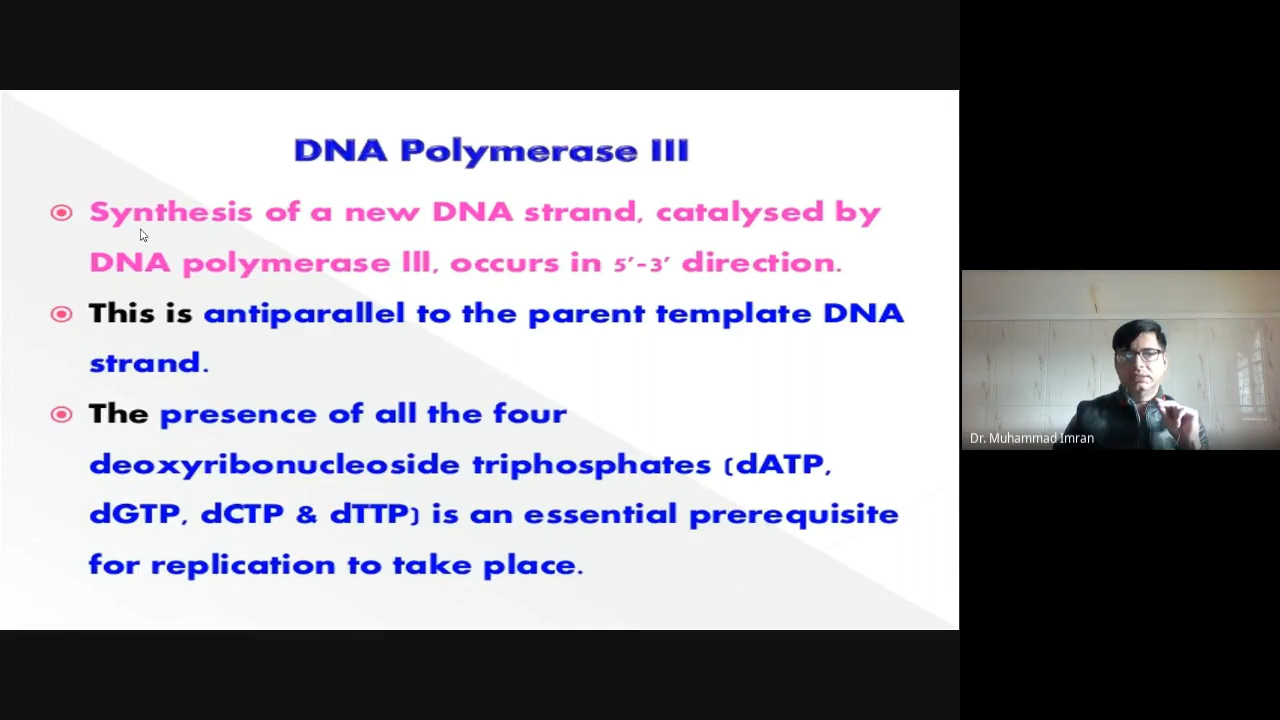 DNA Polymerase III
Synthesis of a new DNA strand, catalysed by
DNA polymerase lll, occurs in 5’-3’ direction.
This is antiparallel to the parent template DNA
strand.
The presence of all the four
deoxyribonucleoside triphosphates (dATP,
dGTP, dCTP & dTTP) is an essential prerequisite
for replication to take place.
Dr. Muhammad Imran